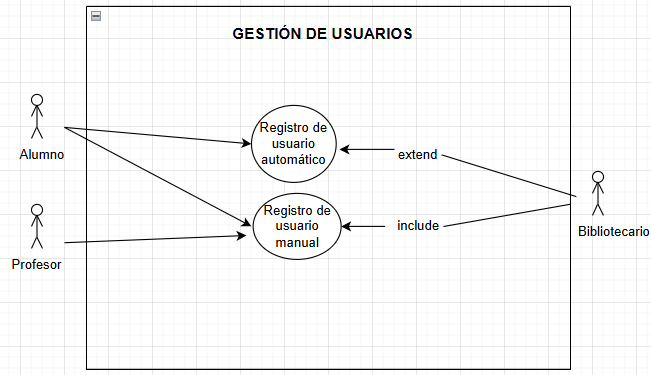 GESTIÓN DE USUARIOS
Alumno
Profesor
Registro de
usuario
automático
Registro de
usuario
manual
extend
include
Bibliotecario